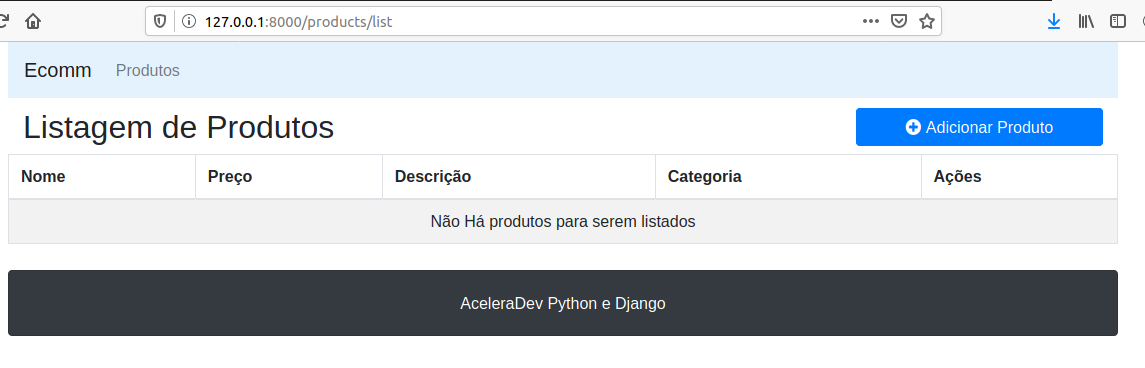 127.0.0.1:8000/products/list
Ecomm Produtos
Listagem de Produtos Adicionar Produto
Nome Preço Descrição Categoria Ações
Não Há produtos para serem listados
AceleraDev Python e Django